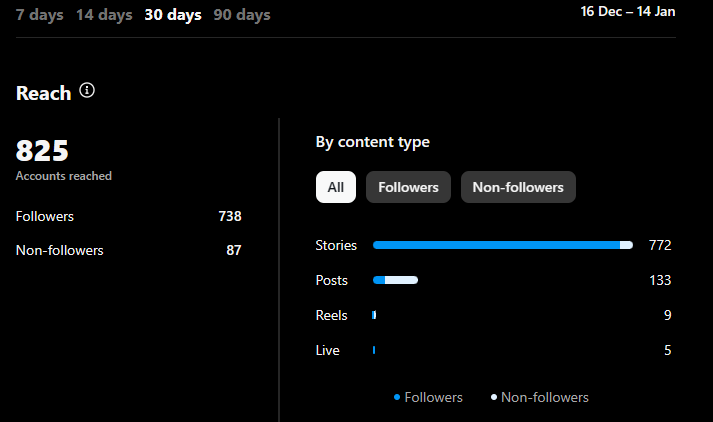 7 days 14 days 30 days 90 days
16 Dec – 14 Jan
Reach
825
Accounts reached
Followers 738
Non-followers 87
By content type
All Followers Non-followers
Stories 772
Posts 133
Reels 9
Live 5
Followers Non-followers